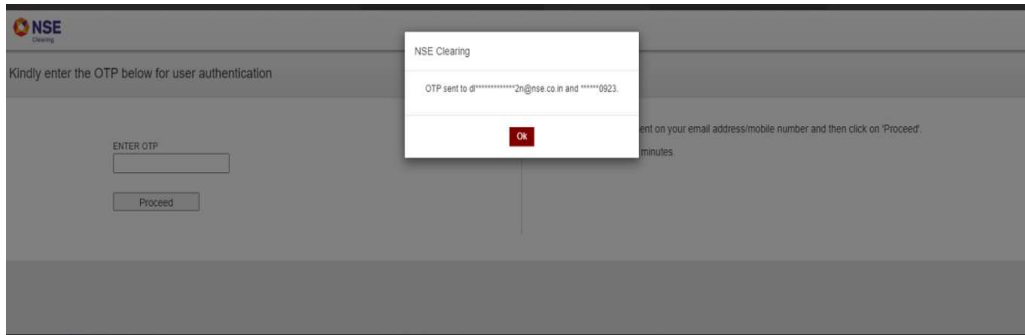 NSE
Clearing
NSE Clearing
Kindly enter the OTP below for user authentication
OTP sent to dl*************2n@nse.co.in and ******0923.
Ok
ent on your email address/mobile number and then click on 'Proceed'.
minutes
ENTER OTP
Proceed